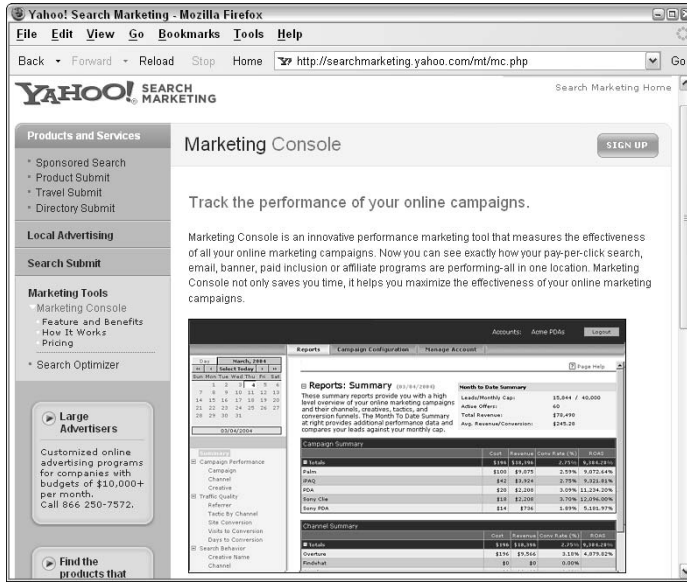 Yahoo! Search Marketing - Mozilla Firefox
File Edit View Go Bookmarks Tools Help
Back Forward Reload Stop Home http://searchmarketing.yahoo.com/mt/mc.php Go
YAHOO! SEARCH MARKETING
Search Marketing Home
Products and Services
Sponsored Search
Product Submit
Travel Submit
Directory Submit
Local Advertising
Search Submit
Marketing Tools
Marketing Console
Feature and Benefits
How It Works
Pricing
Search Optimizer
Large
Advertisers
Customized online
advertising programs
for companies with
budgets of $10,000+
per month.
Call 866 250-7572.
Find the
products that
Marketing Console
SIGN UP
Track the performance of your online campaigns.
Marketing Console is an innovative performance marketing tool that measures the effectiveness
of all your online marketing campaigns. Now you can see exactly how your pay-per-click search,
email, banner, paid inclusion or affiliate programs are performing-all in one location. Marketing
Console not only saves you time, it helps you maximize the effectiveness of your online marketing
campaigns.
Accounts: Acme PDAs Logout
Reports Campaign Configuration Manage Account
Day March, 2004
Select Today
Sun Mon Tue Wed Thu Fri Sat
1 2 3 4 5 6
7 8 9 10 11 12 13
14 15 16 17 18 19 20
21 22 23 24 25 26 27
28 29 30 31
03/04/2004
Summary
Campaign Performance
Campaign
Channel
Creative
Traffic Quality
Referrer
Tactic By Channel
Site Conversion
Visits to Conversion
Days to Conversion
Search Behavior
Creative Name
Channel
? Page Help
Reports: Summary (03/04/2004)
These summary reports provide you with a high
level overview of your online marketing campaigns
and their channels, creatives, tactics, and
conversion funnels. The Month To Date Summary
at right provides additional performance data and
compares your leads against your monthly cap.
Month to Date Summary
Leads/Monthly Cap: 15,044 / 40,000
Active Offers: 60
Total Revenue: $78,490
Avg. Revenue/Conversion: $245.28
Campaign Summary
Cost Revenue Conv Rate (%) ROAS
Totals $196 $18,398 2.75% 9,384.28%
Palm $100 $9,075 2.59% 9,072.64%
iPAQ $42 $3,924 2.75% 9,321.81%
PDA $20 $2,200 3.09% 11,234.20%
Sony Clie $18 $2,200 3.70% 12,096.00%
Sony PDA $14 $736 1.89% 5,181.97%
Channel Summary
Cost Revenue Conv Rate (%) ROAS
Totals $196 $18,398 2.75% 9,384.28%
Overture $196 $9,566 3.18% 4,879.02%
Findwhat $0 $0 0.00%